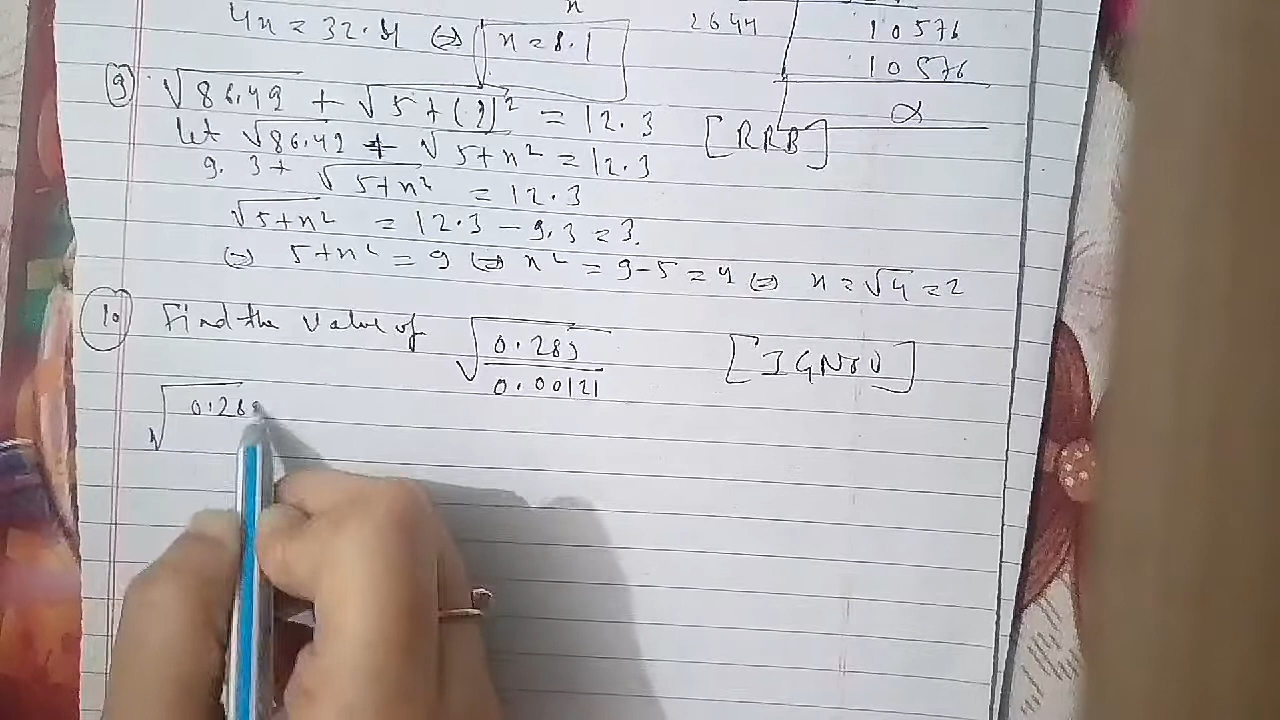 4x = 32.4 ⇔ x = 8.1
2644
10576
10576
α
9) √86.49 + √5+(.?)² = 12.3 [RRB]
let √86.49 + √5+x² = 12.3
9.3+ √5+x² = 12.3
√5+x² = 12.3 - 9.3 = 3.
⇔ 5+x² = 9 ⇔ x² = 9-5 = 4 ⇔ x = √4 = 2
10 Find the value of √0.289/0.00121 [IGNOU]
√0.289